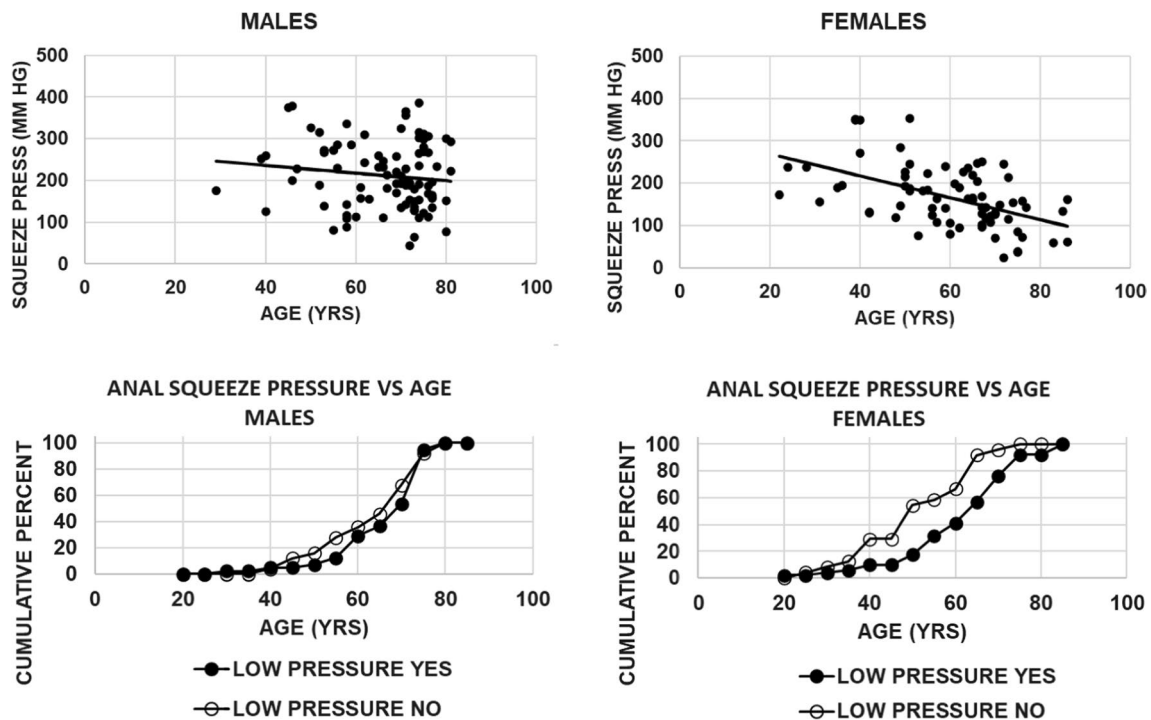 MALES
SQUEEZE PRESS (MM HG)
500
400
300
200
100
0
0 20 40 60 80 100
AGE (YRS)
FEMALES
SQUEEZE PRESS (MM HG)
500
400
300
200
100
0
0 20 40 60 80 100
AGE (YRS)
ANAL SQUEEZE PRESSURE VS AGE
MALES
CUMULATIVE PERCENT
100
80
60
40
20
0
0 20 40 60 80 100
AGE (YRS)
LOW PRESSURE YES
LOW PRESSURE NO
ANAL SQUEEZE PRESSURE VS AGE
FEMALES
CUMULATIVE PERCENT
100
80
60
40
20
0
0 20 40 60 80 100
AGE (YRS)
LOW PRESSURE YES
LOW PRESSURE NO